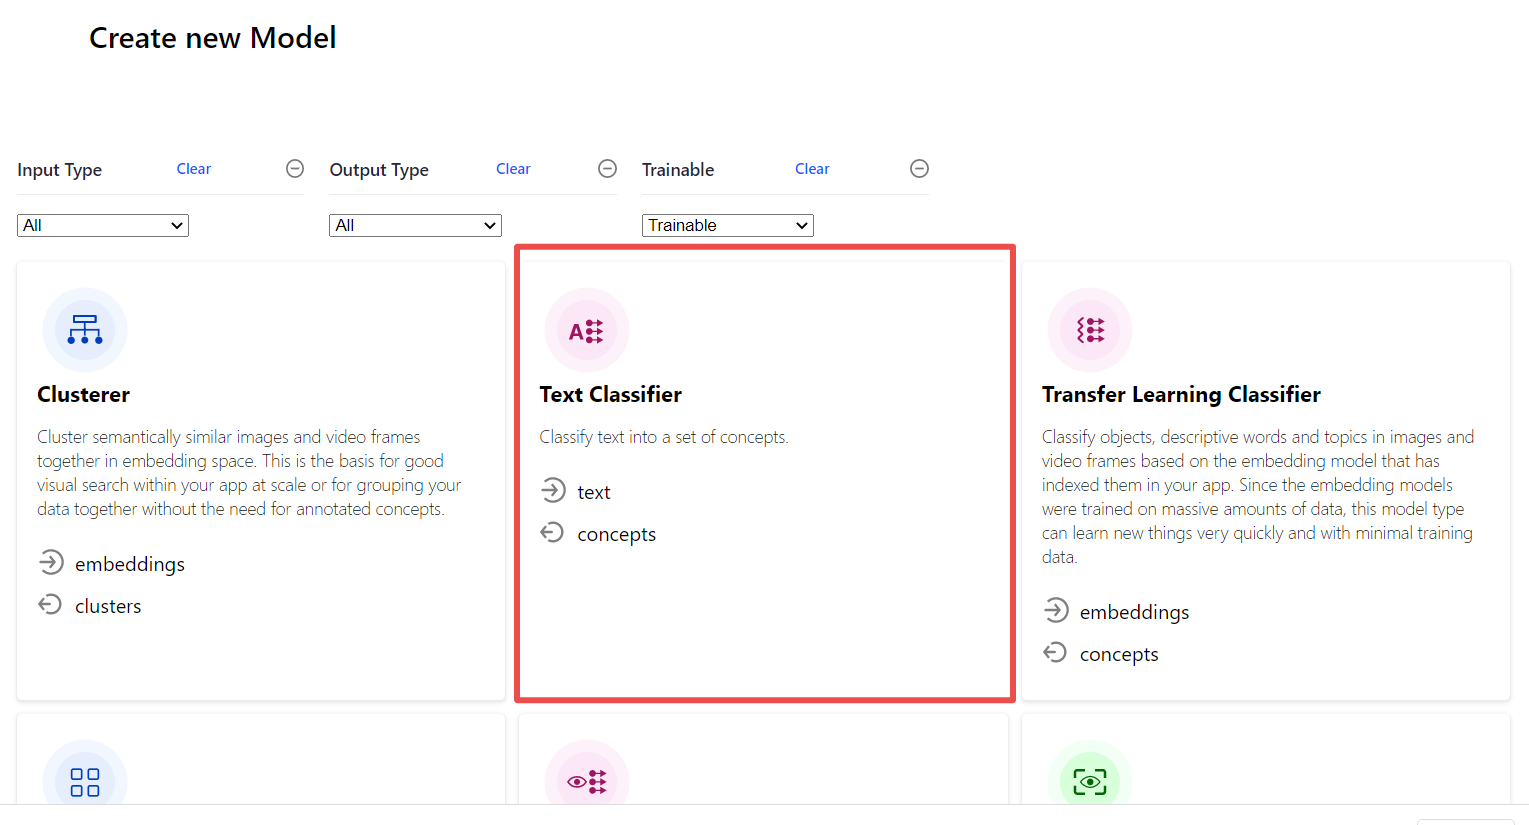 Create new Model
Input Type Clear Output Type Clear Trainable Clear
All All Trainable
Clusterer
Cluster semantically similar images and video frames
together in embedding space. This is the basis for good
visual search within your app at scale or for grouping your
data together without the need for annotated concepts.
embeddings
clusters
Text Classifier
Classify text into a set of concepts.
text
concepts
Transfer Learning Classifier
Classify objects, descriptive words and topics in images and
video frames based on the embedding model that has
indexed them in your app. Since the embedding models
were trained on massive amounts of data, this model type
can learn new things very quickly and with minimal training
data.
embeddings
concepts